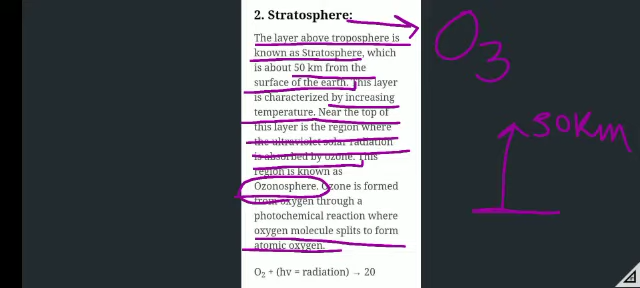 2. Stratosphere:
The layer above troposphere is
known as Stratosphere, which
is about 50 km from the
surface of the earth. This layer
is characterized by increasing
temperature. Near the top of
this layer is the region where
the ultraviolet solar radiation
is absorbed by ozone. This
region is known as
Ozonosphere. Ozone is formed
from oxygen through a
photochemical reaction where
oxygen molecule splits to form
atomic oxygen.
O₂ + (hv = radiation) → 20
O₃
50km